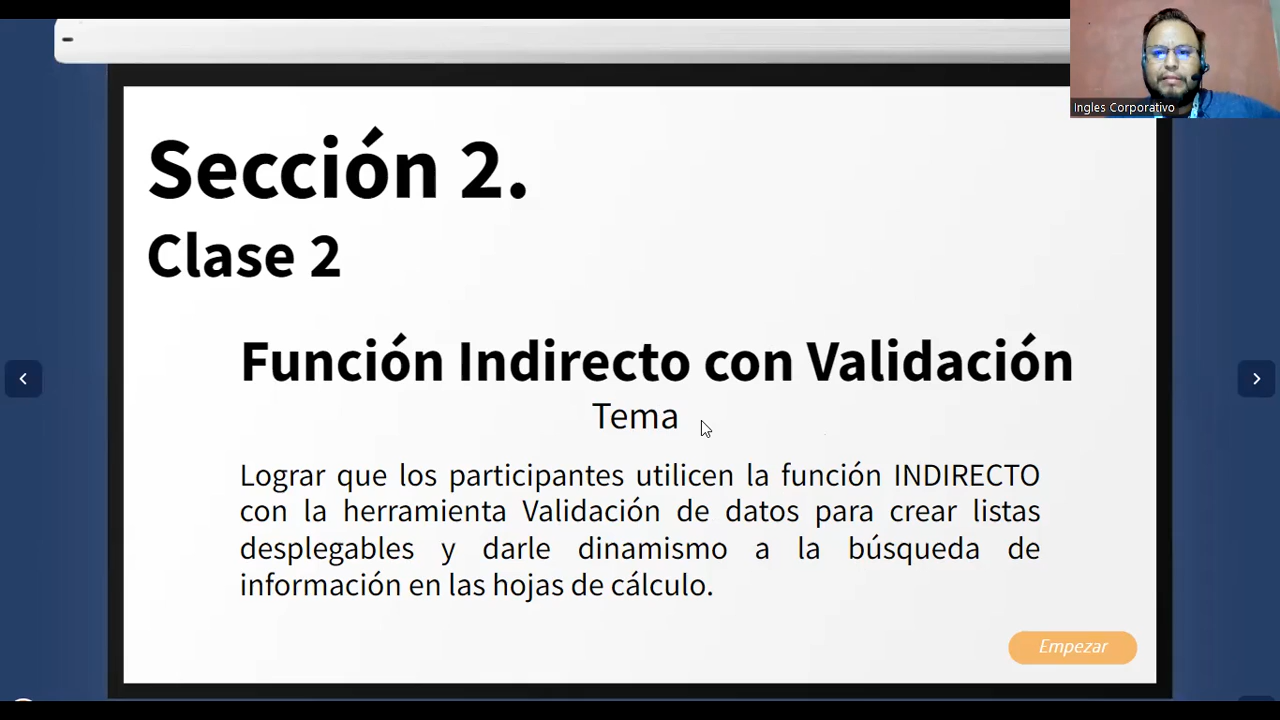 Ingles Corporativo
Sección 2.
Clase 2
Función Indirecto con Validación
Tema
Lograr que los participantes utilicen la función INDIRECTO
con la herramienta Validación de datos para crear listas
desplegables y darle dinamismo a la búsqueda de
información en las hojas de cálculo.
Empezar